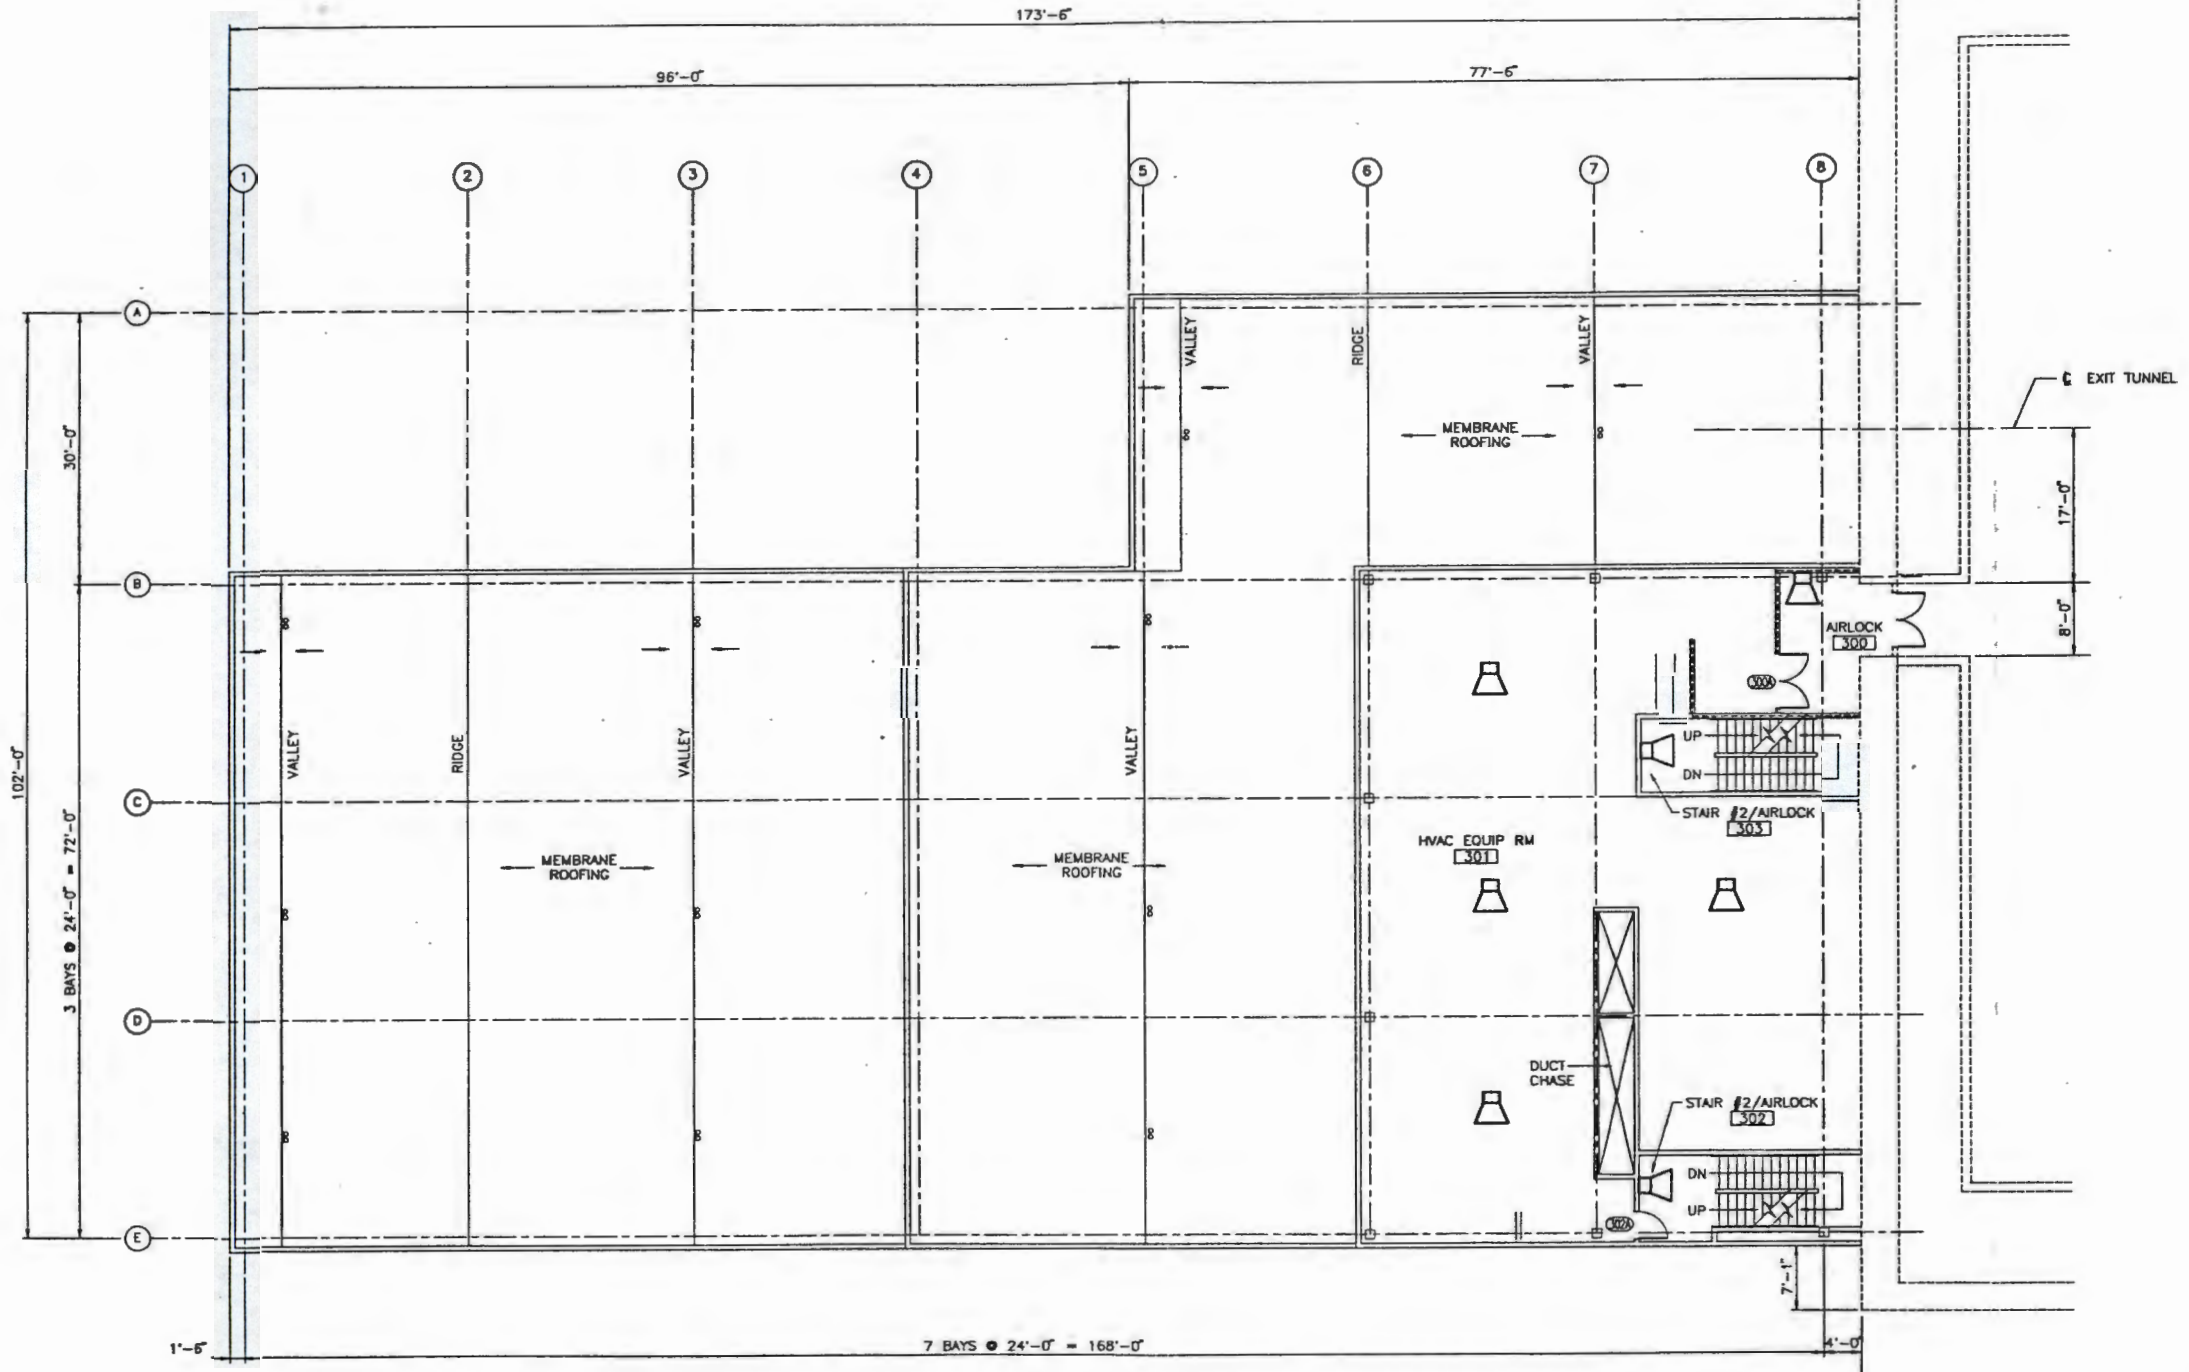 173'-6"
96'-0"
77'-6"
1
2
3
4
5
6
7
8
A
VALLEY
RIDGE
VALLEY
EXIT TUNNEL
MEMBRANE
ROOFING
30'-0"
17'-0"
B
8'-0"
AIRLOCK
300
300A
VALLEY
RIDGE
VALLEY
VALLEY
UP
DN
102'-0"
C
STAIR #2/AIRLOCK
303
3 BAYS @ 24'-0" = 72'-0"
MEMBRANE
ROOFING
MEMBRANE
ROOFING
HVAC EQUIP RM
301
D
DUCT
CHASE
STAIR #2/AIRLOCK
302
DN
UP
302A
E
7'-1"
1'-6"
7 BAYS @ 24'-0" = 168'-0"
4'-0"